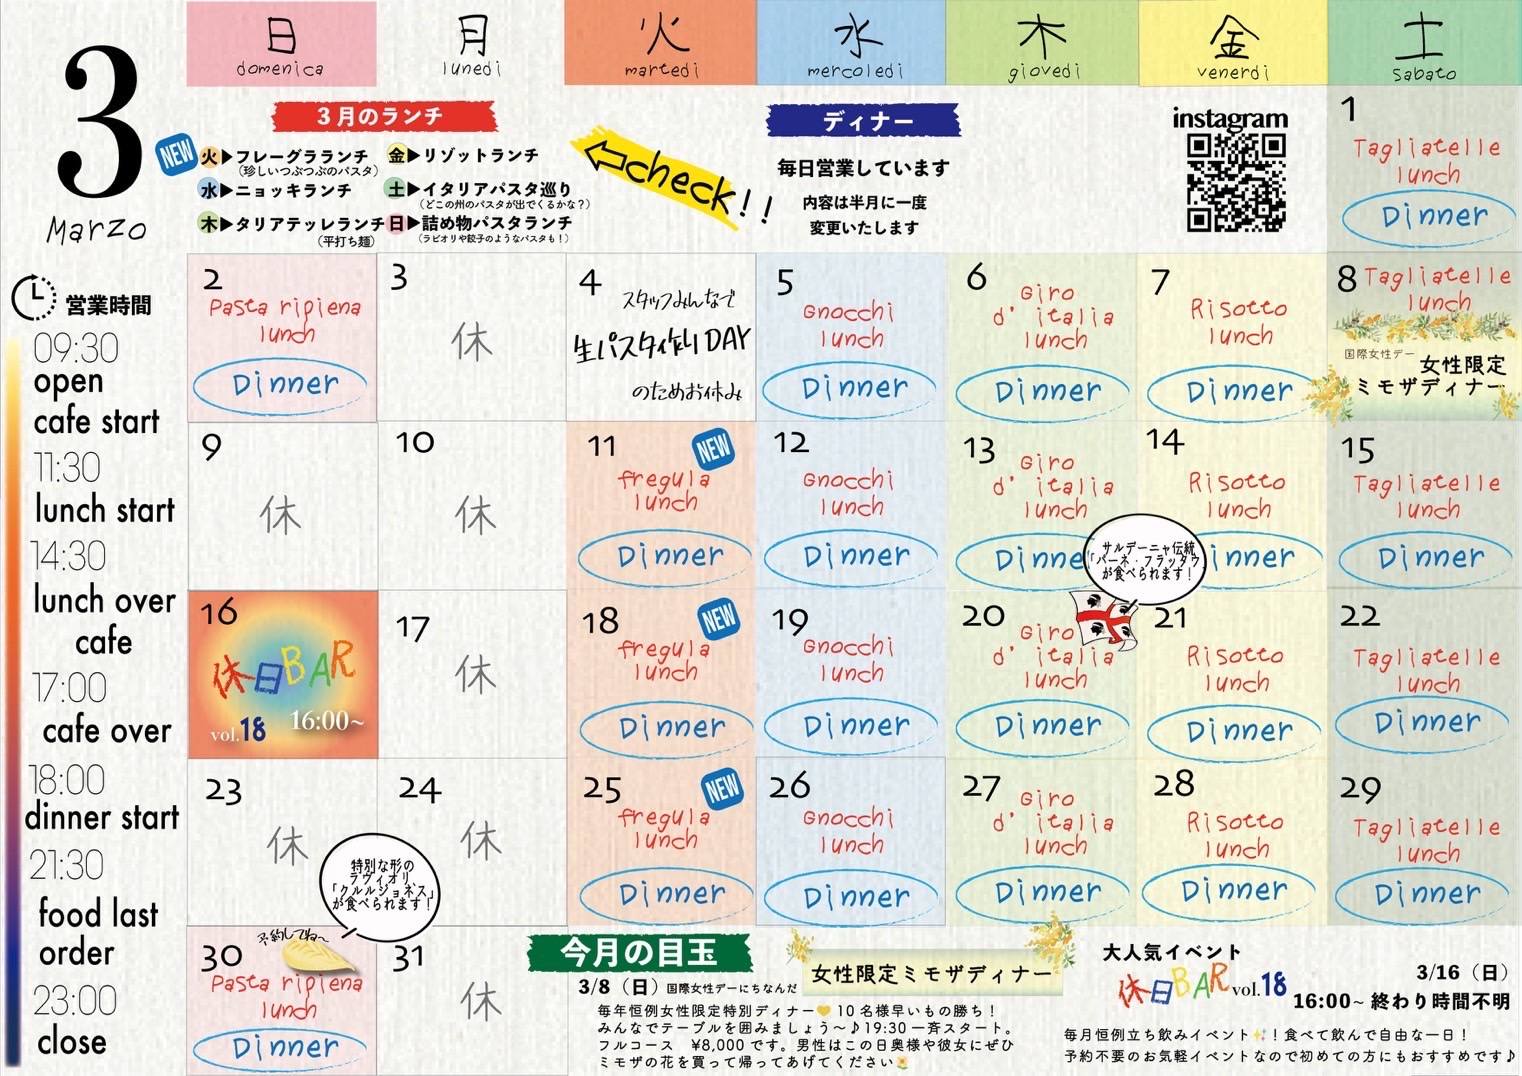 3
Marzo
日
domenica
月
lunedi
火
martedi
水
mercoledi
木
giovedi
金
venerdi
土
sabato
3月のランチ
NEW
火▶フレーグラランチ
(珍しいつぶつぶのパスタ)
水▶ニョッキランチ
木▶タリアテッレランチ
(平打ち麺)
金▶リゾットランチ
土▶イタリアパスタ巡り
(どこの州のパスタが出てくるかな?)
日▶詰め物パスタランチ
(ラビオリや餃子のようなパスタも!)
check!!
ディナー
毎日営業しています
内容は半月に一度
変更いたします
instagram
1
Tagliatelle
lunch
Dinner
営業時間
09:30
open
cafe start
11:30
lunch start
14:30
lunch over
cafe
17:00
cafe over
18:00
dinner start
21:30
food last
order
23:00
close
2
Pasta ripiena
lunch
Dinner
3
休
4
スタッフみんなで
生パスタ作りDAY
のためお休み
5
Gnocchi
lunch
Dinner
6
Giro
d' italia
lunch
Dinner
7
Risotto
lunch
Dinner
8
Tagliatelle
lunch
国際女性デー
女性限定
ミモザディナー
9
休
10
休
11
NEW
fregula
lunch
Dinner
12
Gnocchi
lunch
Dinner
13
Giro
d' italia
lunch
Dinne
14
Risotto
lunch
inner
15
Tagliatelle
lunch
Dinner
サルデーニャ伝統
「パーネ・フラッタウ」
が食べられます!
16
休日BAR
vol.18
16:00~
17
休
18
NEW
fregula
lunch
Dinner
19
Gnocchi
lunch
Dinner
20
Giro
d' italia
lunch
Dinner
21
Risotto
lunch
Dinner
22
Tagliatelle
lunch
Dinner
23
休
24
休
25
NEW
fregula
lunch
Dinner
26
Gnocchi
lunch
Dinner
27
Giro
d' italia
lunch
Dinner
28
Risotto
lunch
Dinner
29
Tagliatelle
lunch
Dinner
特別な形の
ラヴィオリ
「クルルジョネス」
が食べられます!
予約してね~
30
Pasta ripiena
lunch
Dinner
31
休
今月の目玉
3/8(日)国際女性デーにちなんだ
女性限定ミモザディナー
毎年恒例女性限定特別ディナー💛10名様早いもの勝ち!
みんなでテーブルを囲みましょう~♪19:30一斉スタート。
フルコース ¥8,000です。男性はこの日奥様や彼女にぜひ
ミモザの花を買って帰ってあげてください
大人気イベント
休日BAR vol.18
3/16(日)
16:00~終わり時間不明
毎月恒例立ち飲みイベント✨!食べて飲んで自由な一日!
予約不要のお気軽イベントなので初めての方にもおすすめです♪